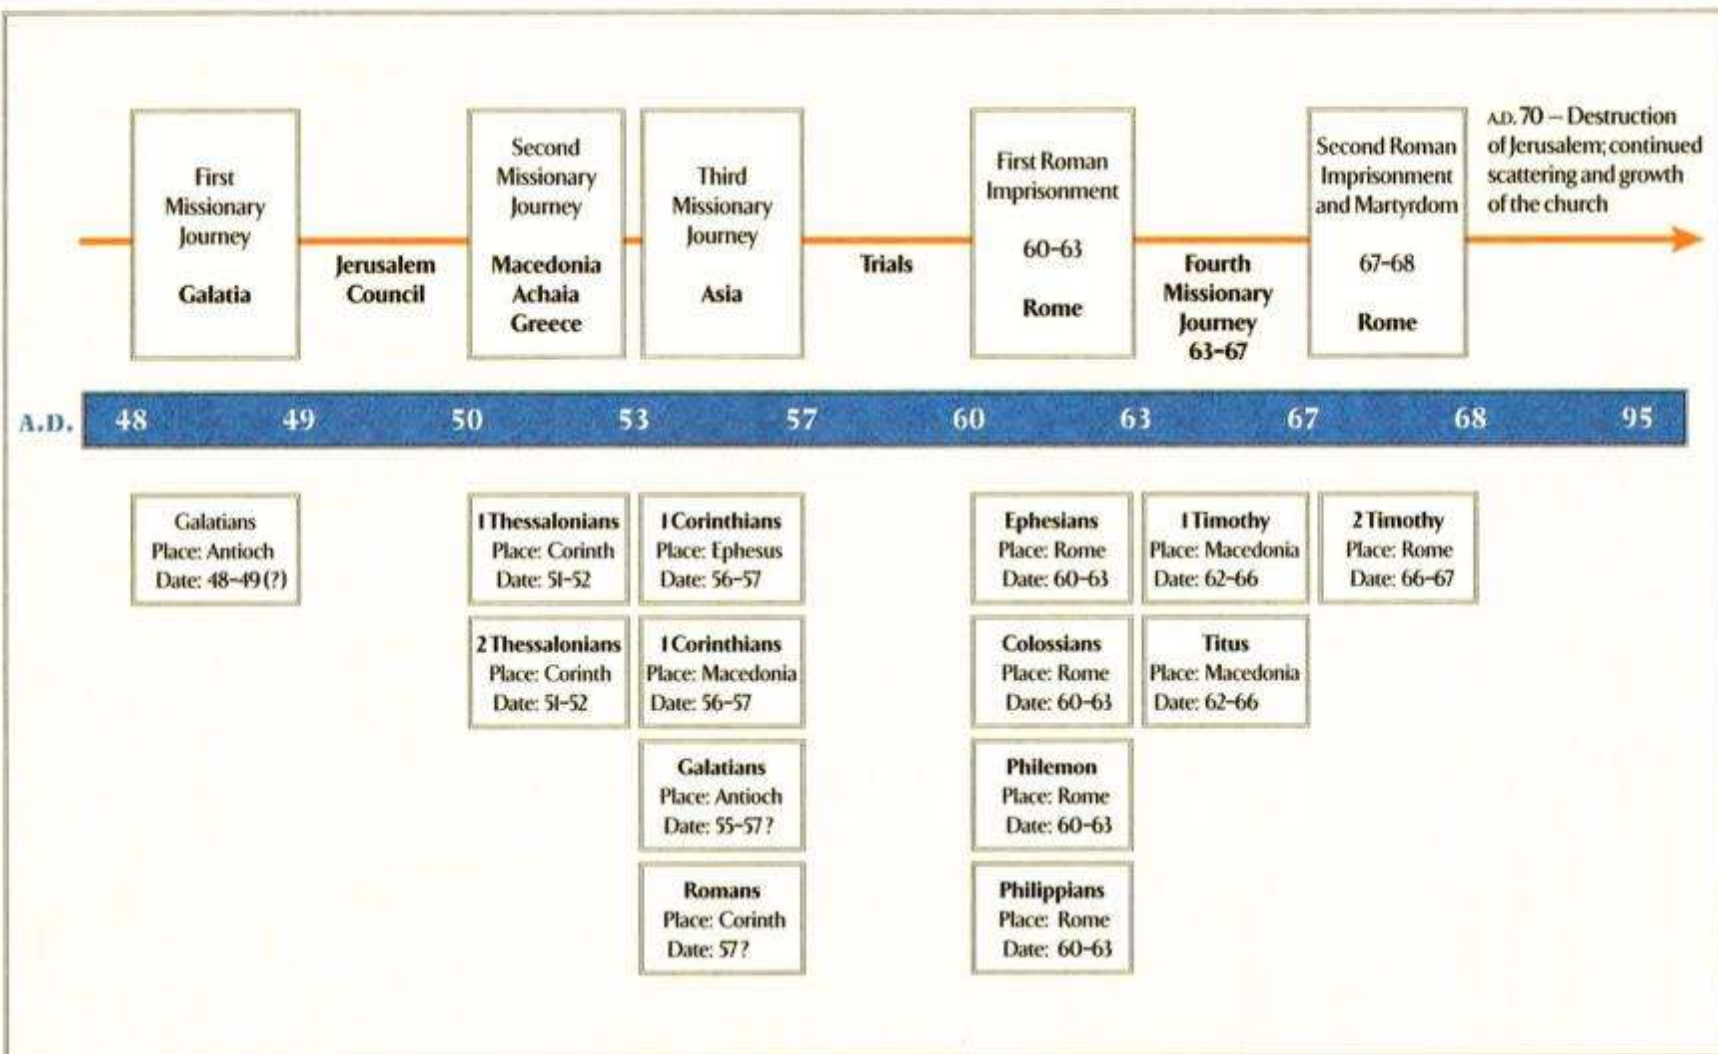 First
Missionary
Journey
Galatia
Jerusalem
Council
Second
Missionary
Journey
Macedonia
Achaia
Greece
Third
Missionary
Journey
Asia
Trials
First Roman
Imprisonment
60–63
Rome
Fourth
Missionary
Journey
63–67
Second Roman
Imprisonment
and Martyrdom
67–68
Rome
A.D. 70 – Destruction
of Jerusalem; continued
scattering and growth
of the church
A.D. 48 49 50 53 57 60 63 67 68 95
Galatians
Place: Antioch
Date: 48–49 (?)
1 Thessalonians
Place: Corinth
Date: 51–52
2 Thessalonians
Place: Corinth
Date: 51–52
1 Corinthians
Place: Ephesus
Date: 56–57
1 Corinthians
Place: Macedonia
Date: 56–57
Galatians
Place: Antioch
Date: 55–57?
Romans
Place: Corinth
Date: 57?
Ephesians
Place: Rome
Date: 60–63
Colossians
Place: Rome
Date: 60–63
Philemon
Place: Rome
Date: 60–63
Philippians
Place: Rome
Date: 60–63
1 Timothy
Place: Macedonia
Date: 62–66
Titus
Place: Macedonia
Date: 62–66
2 Timothy
Place: Rome
Date: 66–67